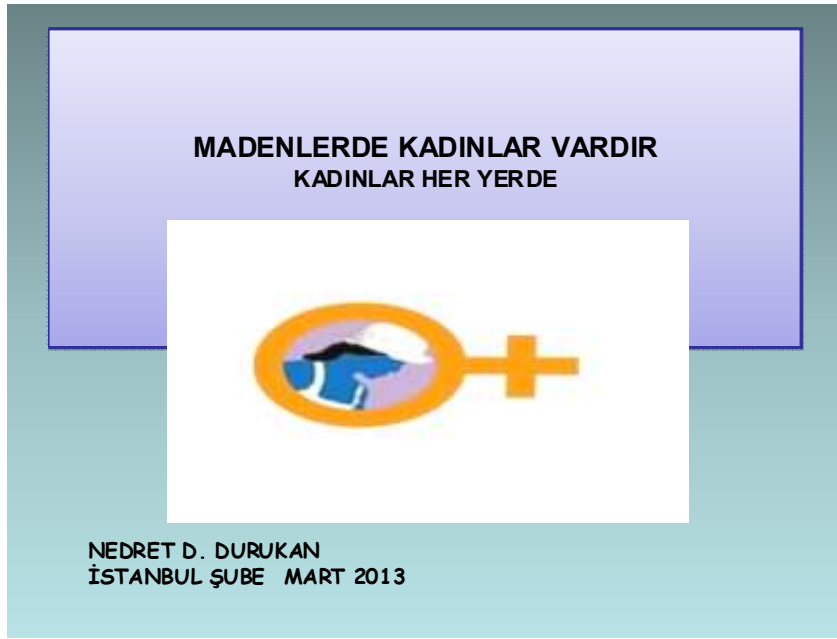 MADENLERDE KADINLAR VARDIR
KADINLAR HER YERDE
NEDRET D. DURUKAN
İSTANBUL ŞUBE MART 2013